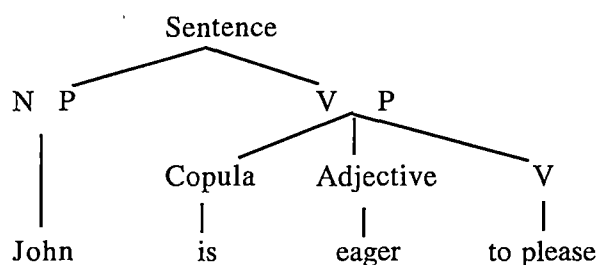 Sentence
N P V P
Copula Adjective V
John is eager to please